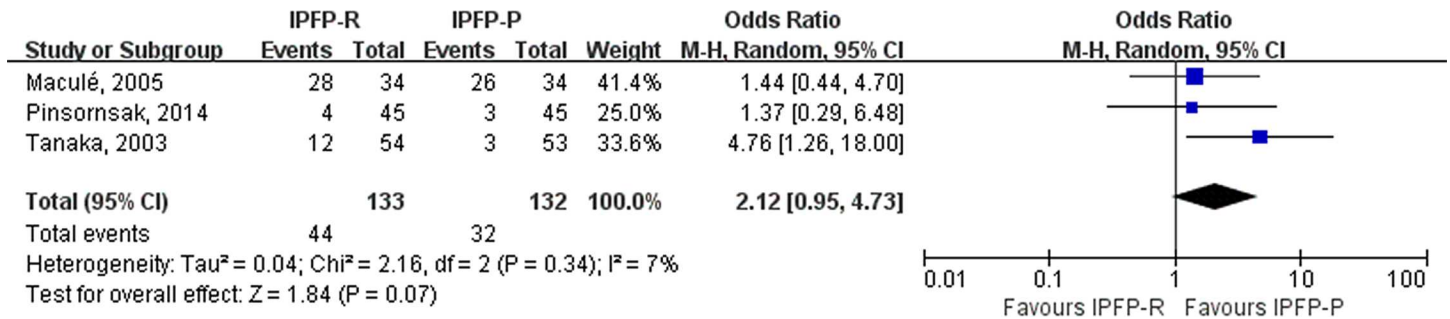 IPFP-R IPFP-P Odds Ratio Odds Ratio
Study or Subgroup Events Total Events Total Weight M-H, Random, 95% CI M-H, Random, 95% CI
Maculé, 2005 28 34 26 34 41.4% 1.44 [0.44, 4.70]
Pinsornsak, 2014 4 45 3 45 25.0% 1.37 [0.29, 6.48]
Tanaka, 2003 12 54 3 53 33.6% 4.76 [1.26, 18.00]
Total (95% CI) 133 132 100.0% 2.12 [0.95, 4.73]
Total events 44 32
Heterogeneity: Tau² = 0.04; Chi² = 2.16, df = 2 (P = 0.34); I² = 7%
Test for overall effect: Z = 1.84 (P = 0.07)
0.01 0.1 1 10 100
Favours IPFP-R Favours IPFP-P